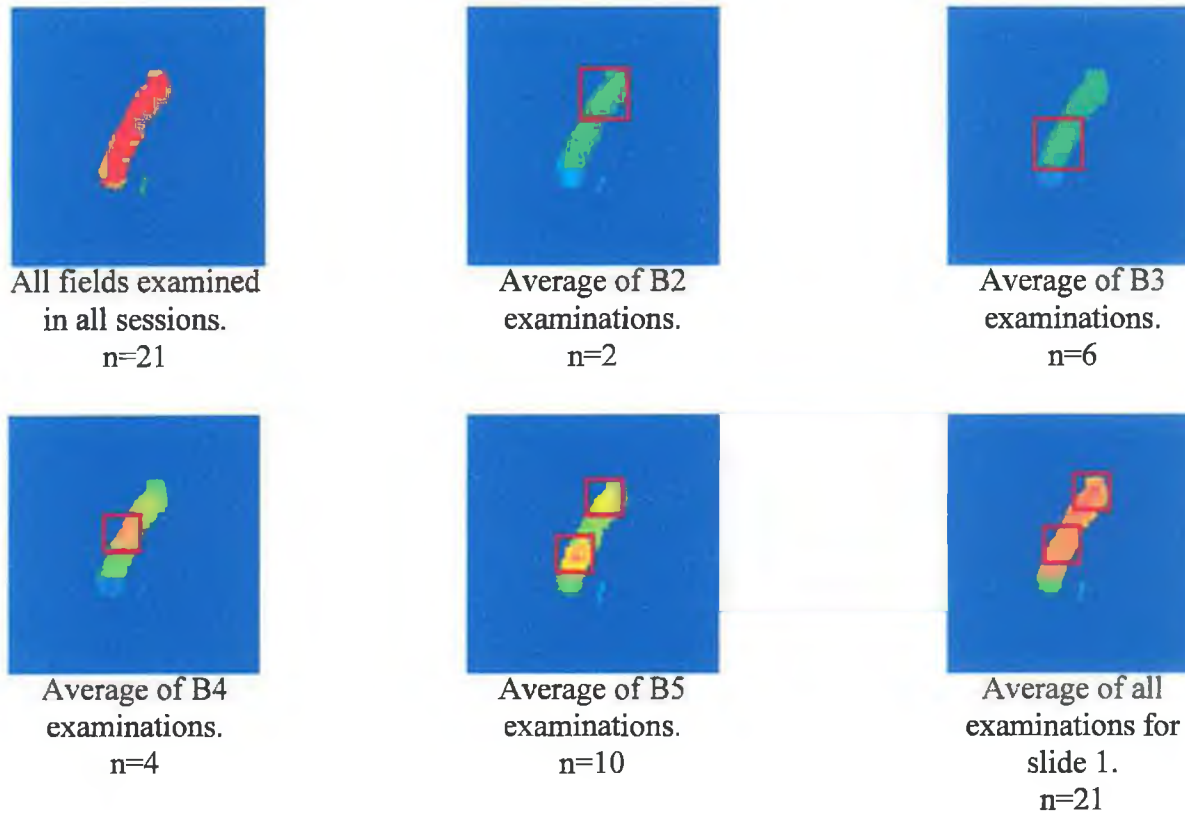 All fields examined
in all sessions.
n=21
Average of B2
examinations.
n=2
Average of B3
examinations.
n=6
Average of B4
examinations.
n=4
Average of B5
examinations.
n=10
Average of all
examinations for
slide 1.
n=21